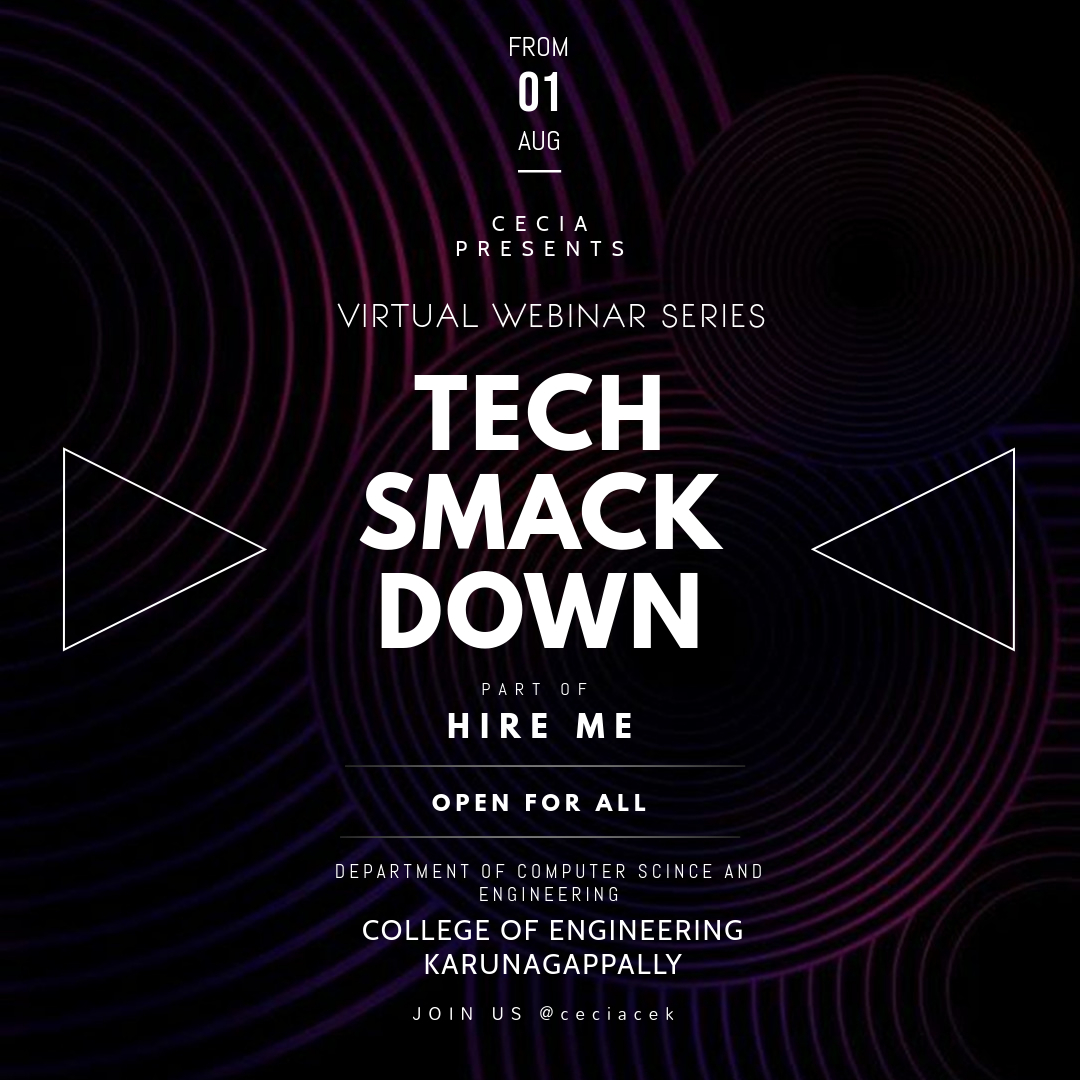 FROM
01
AUG
CECIA
PRESENTS
VIRTUAL WEBINAR SERIES
TECH
SMACK
DOWN
PART OF
HIRE ME
OPEN FOR ALL
DEPARTMENT OF COMPUTER SCINCE AND
ENGINEERING
COLLEGE OF ENGINEERING
KARUNAGAPPALLY
JOIN US @ceciacek